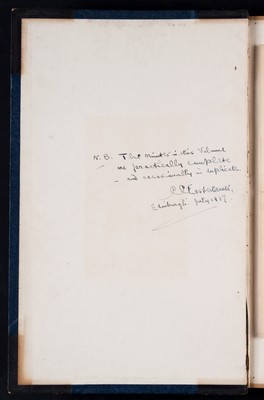 N. B. The Minutes in this Volume
are practically complete
- and occasionally in duplicate.
Edinburgh. July 1887.